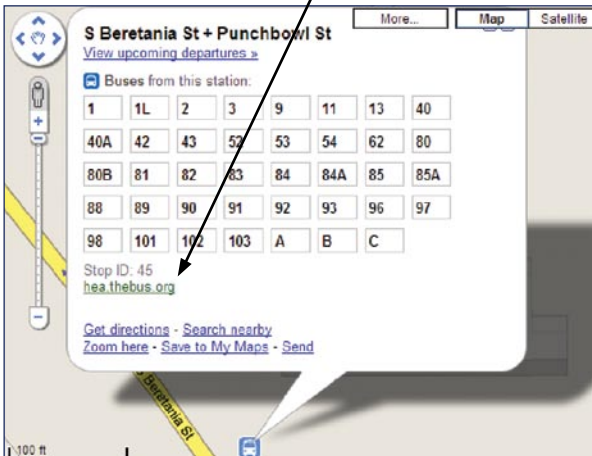 More...
Map
Satellite
S Beretania St + Punchbowl St
View upcoming departures »
Buses from this station:
1 1L 2 3 9 11 13 40
40A 42 43 52 53 54 62 80
80B 81 82 83 84 84A 85 85A
88 89 90 91 92 93 96 97
98 101 102 103 A B C
Stop ID: 45
hea.thebus.org
Get directions - Search nearby
Zoom here - Save to My Maps - Send
S Beretania St
100 ft